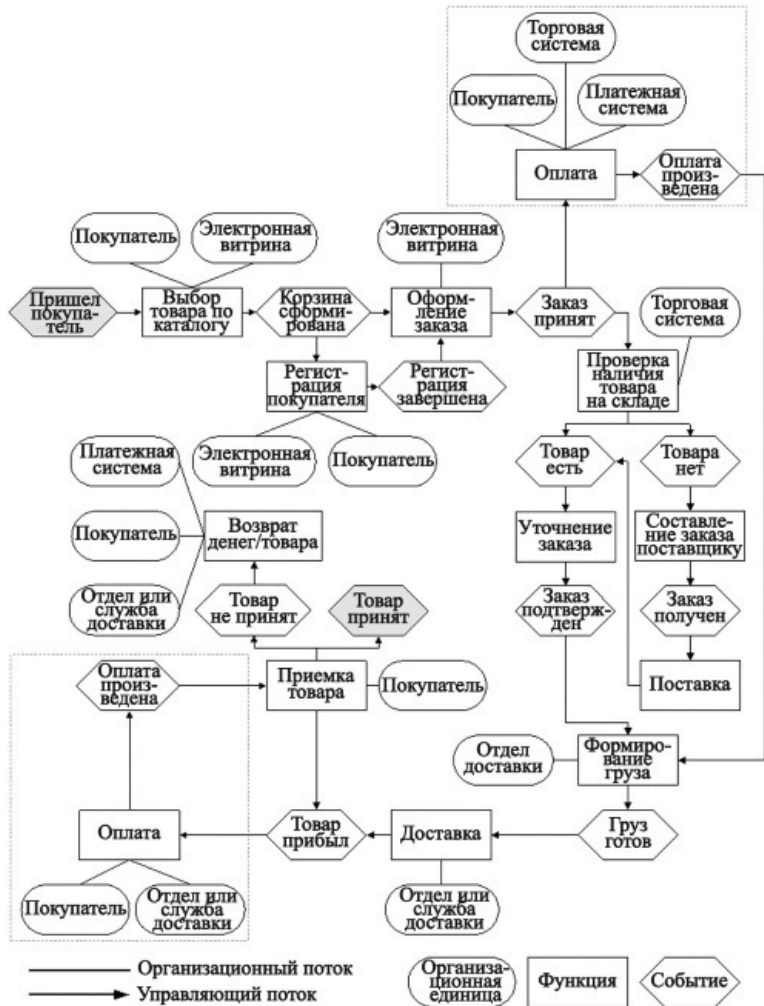 Торговая
система
Покупатель
Платежная
система
Оплата
Оплата
произ-
ведена
Покупатель
Электронная
витрина
Электронная
витрина
Пришел
покупа-
тель
Выбор
товара по
каталогу
Корзина
сформи-
рована
Оформ-
ление
заказа
Заказ
принят
Торговая
система
Регист-
рация
покупателя
Регист-
рация
завершена
Проверка
наличия
товара
на складе
Электронная
витрина
Покупатель
Платежная
система
Товар
есть
Товара
нет
Покупатель
Возврат
денег/товара
Уточнение
заказа
Составле-
ние заказа
поставщику
Отдел или
служба
доставки
Товар
не принят
Товар
принят
Заказ
подтверж-
ден
Заказ
получен
Оплата
произ-
ведена
Приемка
товара
Покупатель
Поставка
Отдел
доставки
Формиро-
вание
груза
Оплата
Товар
прибыл
Доставка
Груз
готов
Покупатель
Отдел или
служба
доставки
Отдел или
служба
доставки
Организационный поток
Управляющий поток
Организа-
ционная
единица
Функция
Событие